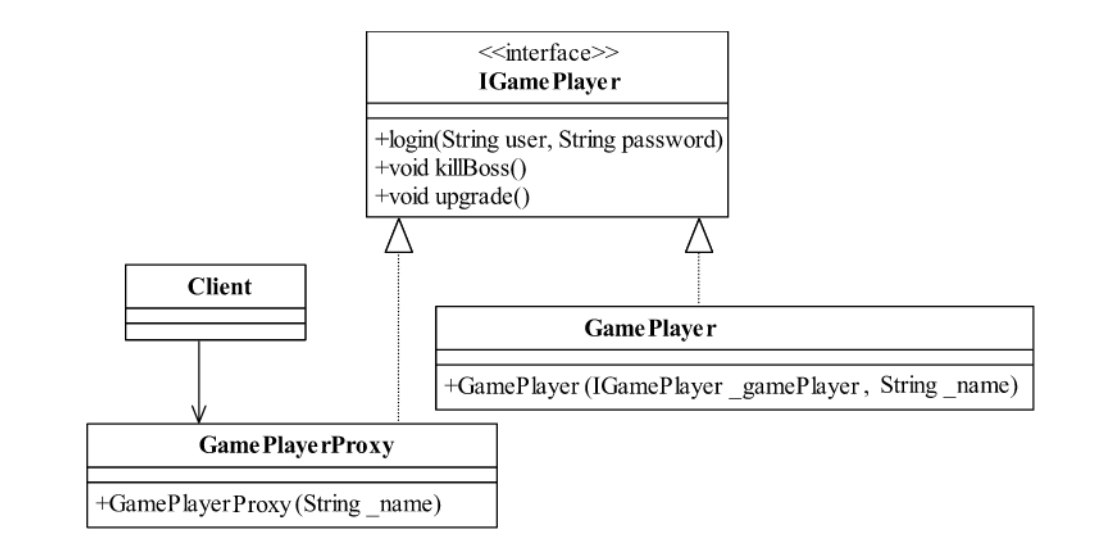 <<interface>>
IGamePlayer
+login(String user, String password)
+void killBoss()
+void upgrade()
Client
GamePlayer
+GamePlayer(IGamePlayer _gamePlayer, String _name)
GamePlayerProxy
+GamePlayerProxy(String _name)